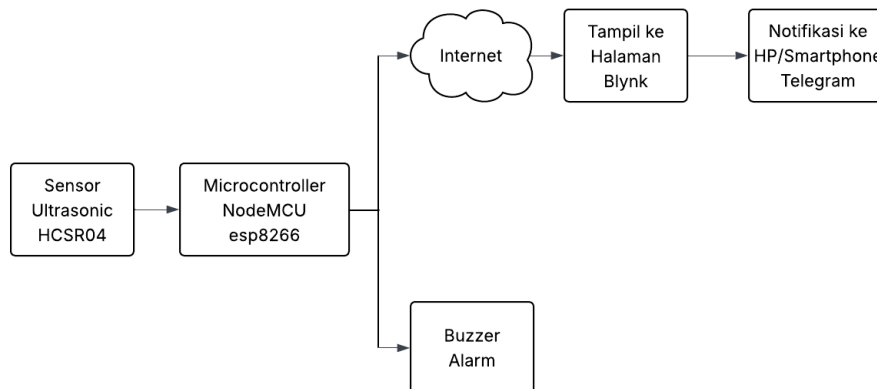 Sensor
Ultrasonic
HCSR04
Microcontroller
NodeMCU
esp8266
Internet
Tampil ke
Halaman
Blynk
Notifikasi ke
HP/Smartphone
Telegram
Buzzer
Alarm